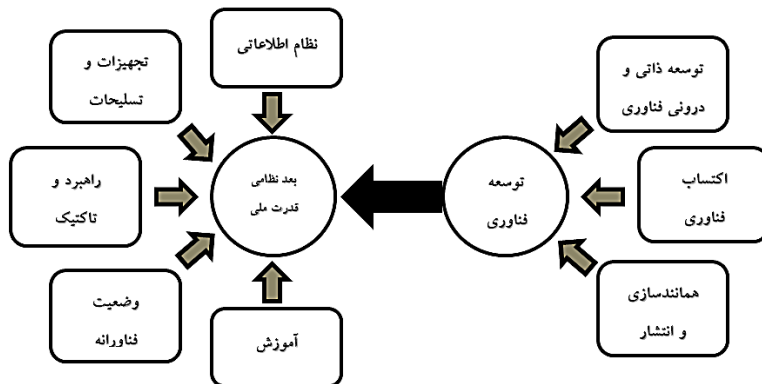 توسعه ذاتی و
درونی فناوری
اکتساب
فناوری
همانندسازی
و انتشار
توسعه
فناوری
بعد نظامی
قدرت ملی
نظام اطلاعاتی
تجهیزات و
تسلیحات
راهبرد و
تاکتیک
وضعیت
فناورانه
آموزش